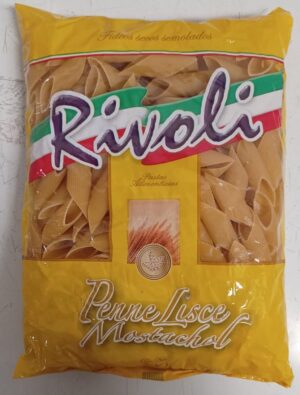 Fideos secos semolados
Rivoli
Pastas
Alimenticias
Penne Lisce
Mostachol